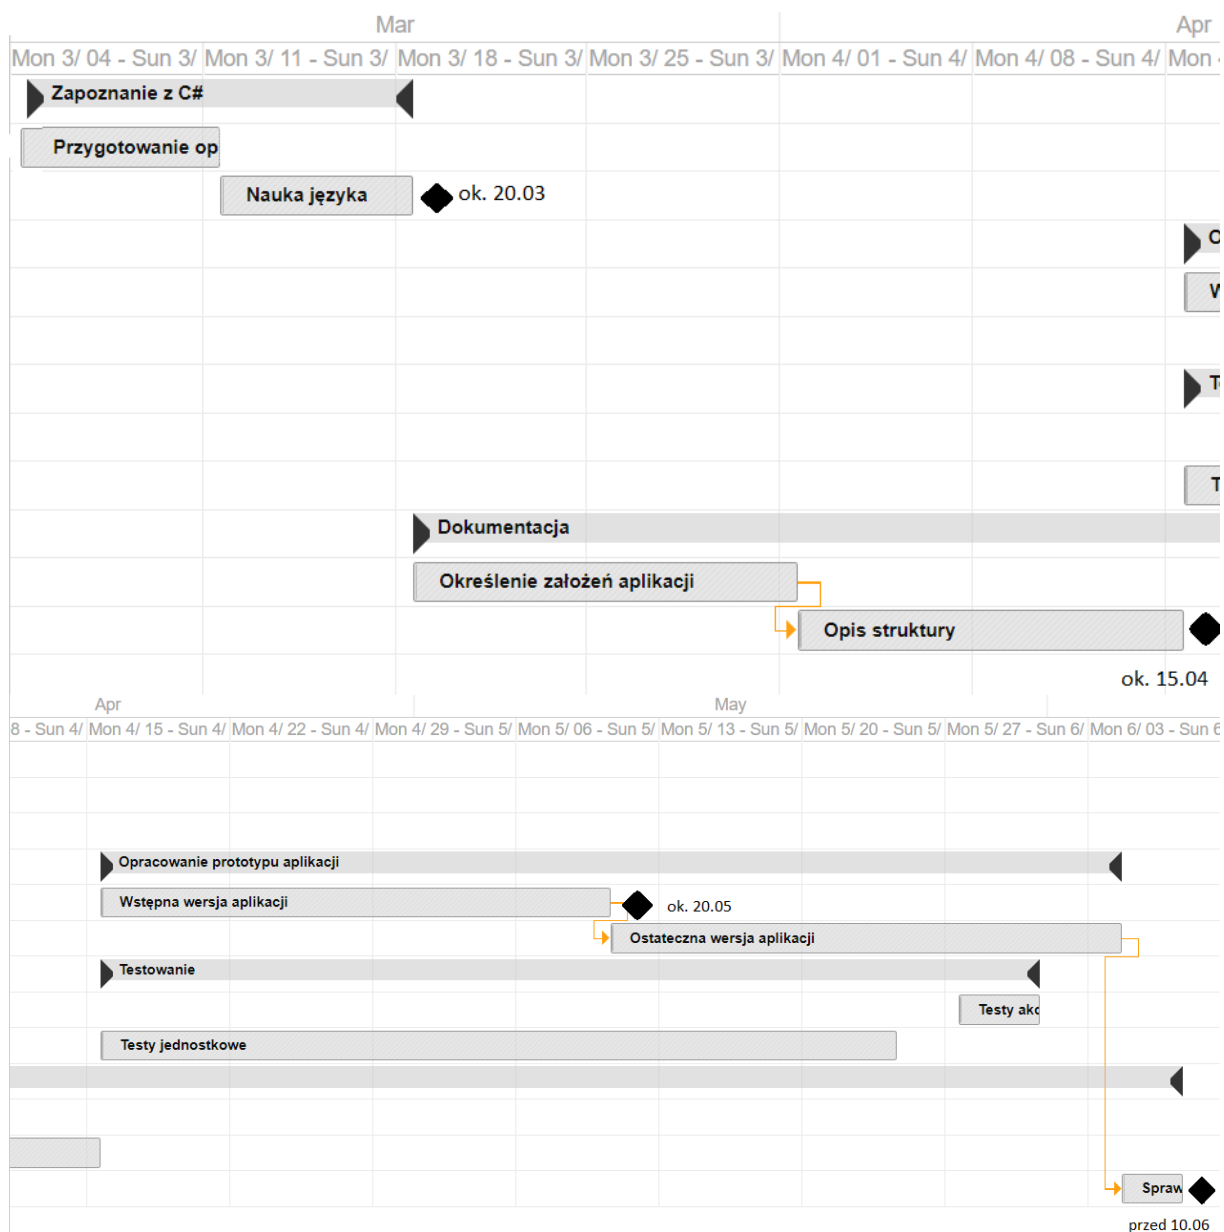 Mar Apr
Mon 3/ 04 - Sun 3/ Mon 3/ 11 - Sun 3/ Mon 3/ 18 - Sun 3/ Mon 3/ 25 - Sun 3/ Mon 4/ 01 - Sun 4/ Mon 4/ 08 - Sun 4/ Mon
Zapoznanie z C#
Przygotowanie op
Nauka języka ok. 20.03
O
W
T
T
Dokumentacja
Określenie założeń aplikacji
Opis struktury
ok. 15.04
Apr May
8 - Sun 4/ Mon 4/ 15 - Sun 4/ Mon 4/ 22 - Sun 4/ Mon 4/ 29 - Sun 5/ Mon 5/ 06 - Sun 5/ Mon 5/ 13 - Sun 5/ Mon 5/ 20 - Sun 5/ Mon 5/ 27 - Sun 6/ Mon 6/ 03 - Sun 6
Opracowanie prototypu aplikacji
Wstępna wersja aplikacji ok. 20.05
Ostateczna wersja aplikacji
Testowanie
Testy akc
Testy jednostkowe
Spraw
przed 10.06